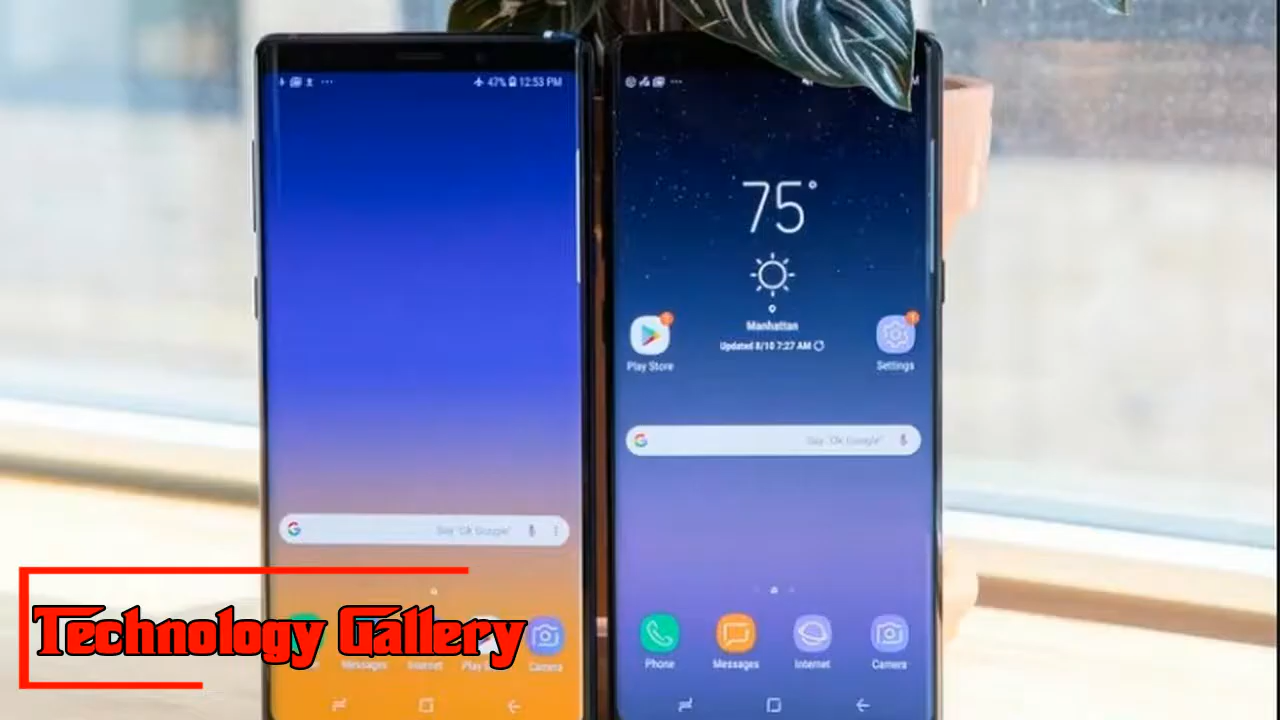 47% 12:53 PM
75°
Manhattan
Updated 8/10 7:27 AM
Play Store
Settings
Say "Ok Google"
Say "Ok Google"
Technology Gallery
Messages
Internet
Play
Camera
Phone
Messages
Internet
Camera